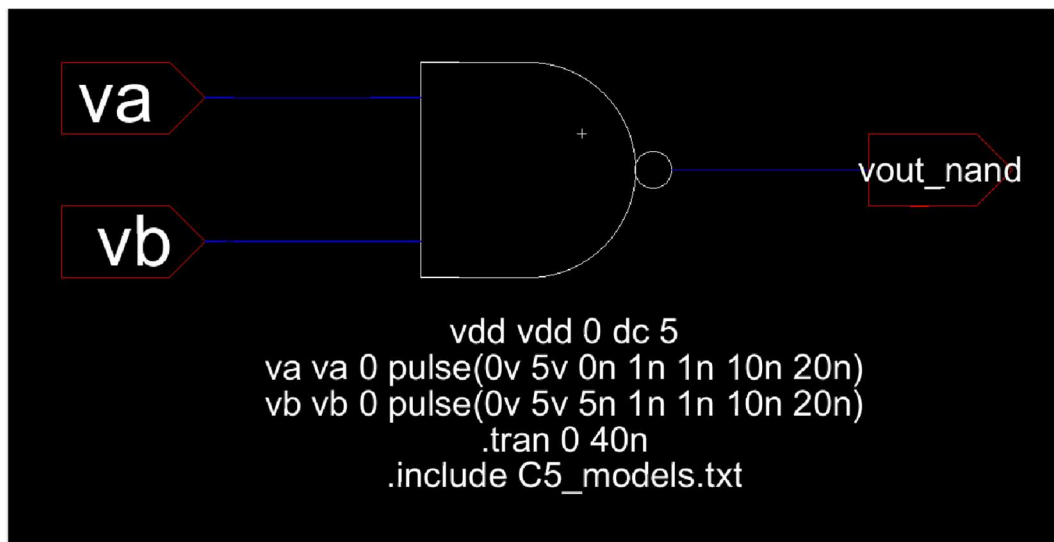 va
vb
vout_nand
vdd vdd 0 dc 5
va va 0 pulse(0v 5v 0n 1n 1n 10n 20n)
vb vb 0 pulse(0v 5v 5n 1n 1n 10n 20n)
.tran 0 40n
.include C5_models.txt